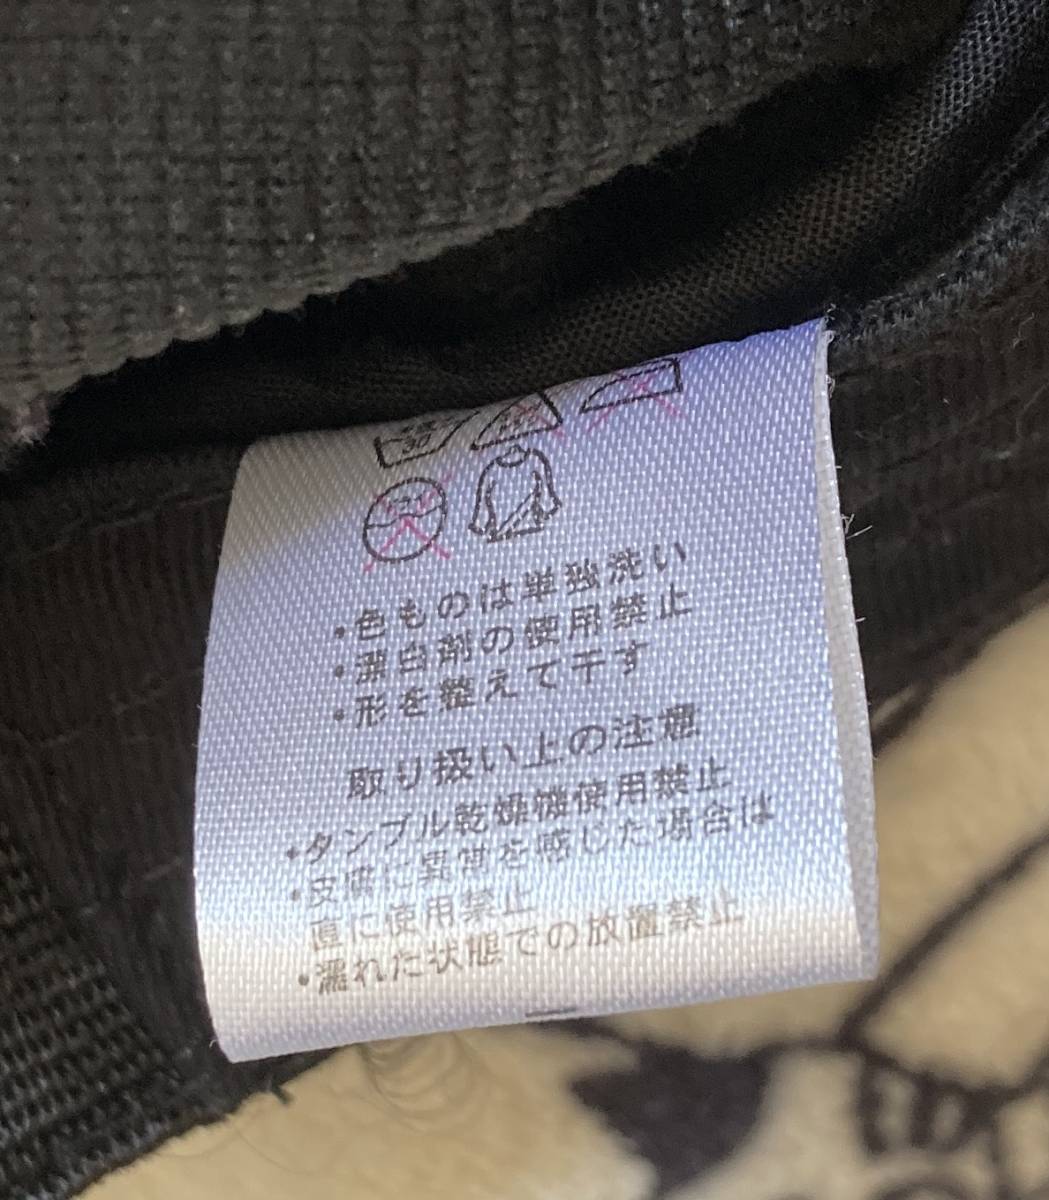 30
・色ものは単独洗い
・漂白剤の使用禁止
・形を整えて干す
取り扱い上の注意
・タンブル乾燥機使用禁止
・皮膚に異常を感じた場合は
直に使用禁止
・濡れた状態での放置禁止